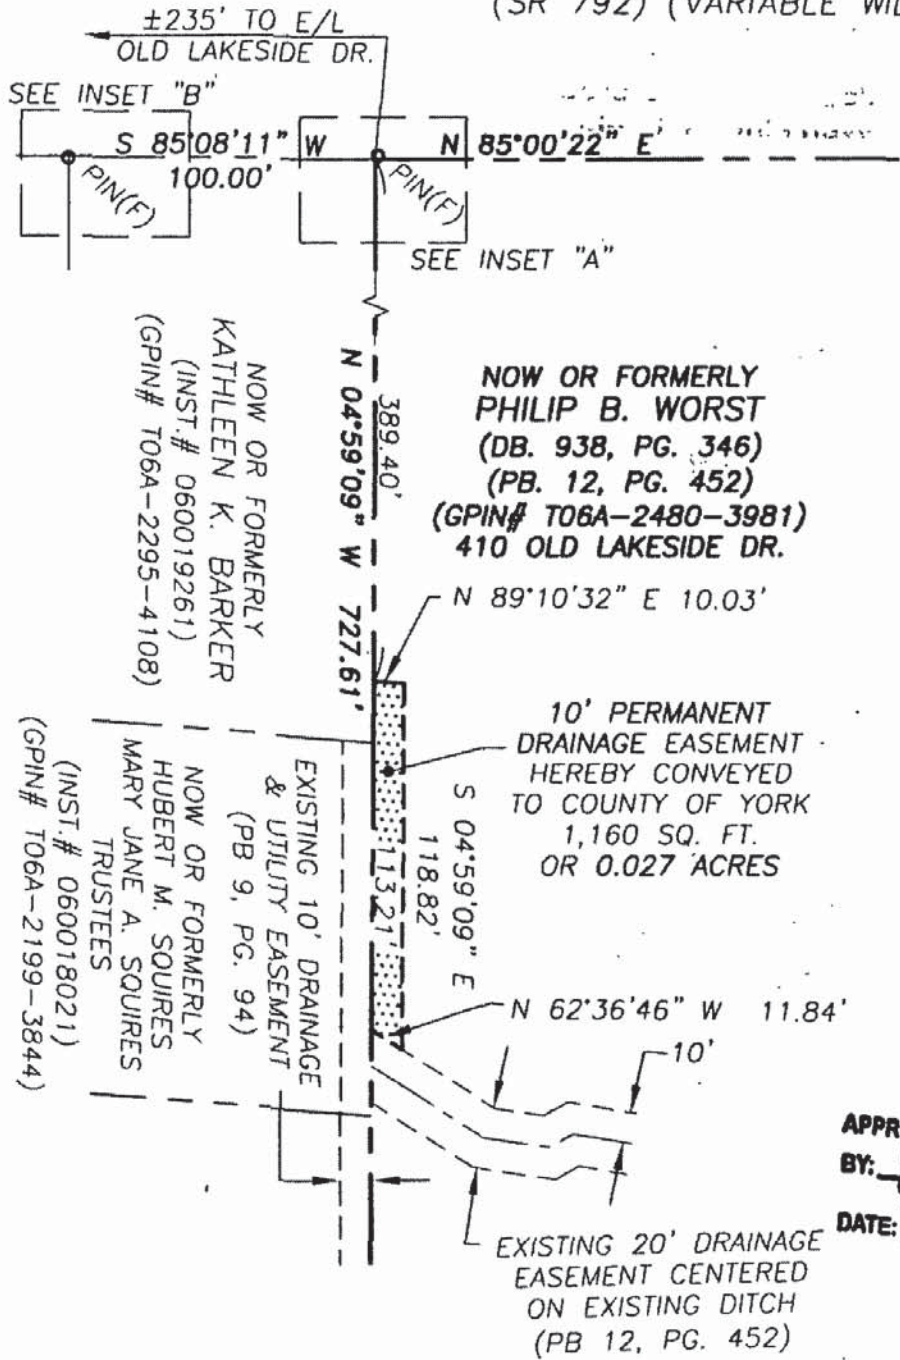 (SR 792) (VARIABLE
±235' TO E/L
OLD LAKESIDE DR.
SEE INSET "B"
S 85°08'11" W
100.00'
N 85°00'22" E
PIN(F)
PIN(F)
SEE INSET "A"
NOW OR FORMERLY
KATHLEEN K. BARKER
(INST.# 060019261)
(GPIN# T06A-2295-4108)
389.40'
N 04°59'09" W 727.61'
NOW OR FORMERLY
PHILIP B. WORST
(DB. 938, PG. 346)
(PB. 12, PG. 452)
(GPIN# T06A-2480-3981)
410 OLD LAKESIDE DR.
N 89°10'32" E 10.03'
10' PERMANENT
DRAINAGE EASEMENT
HEREBY CONVEYED
TO COUNTY OF YORK
1,160 SQ. FT.
OR 0.027 ACRES
S 04°59'09" E
118.82'
113.21'
EXISTING 10' DRAINAGE
& UTILITY EASEMENT
(PB 9, PG. 94)
NOW OR FORMERLY
HUBERT M. SQUIRES
MARY JANE A. SQUIRES
TRUSTEES
(INST.# 060018021)
(GPIN# T06A-2199-3844)
N 62°36'46" W 11.84'
10'
APPR
BY:
DATE:
EXISTING 20' DRAINAGE
EASEMENT CENTERED
ON EXISTING DITCH
(PB 12, PG. 452)